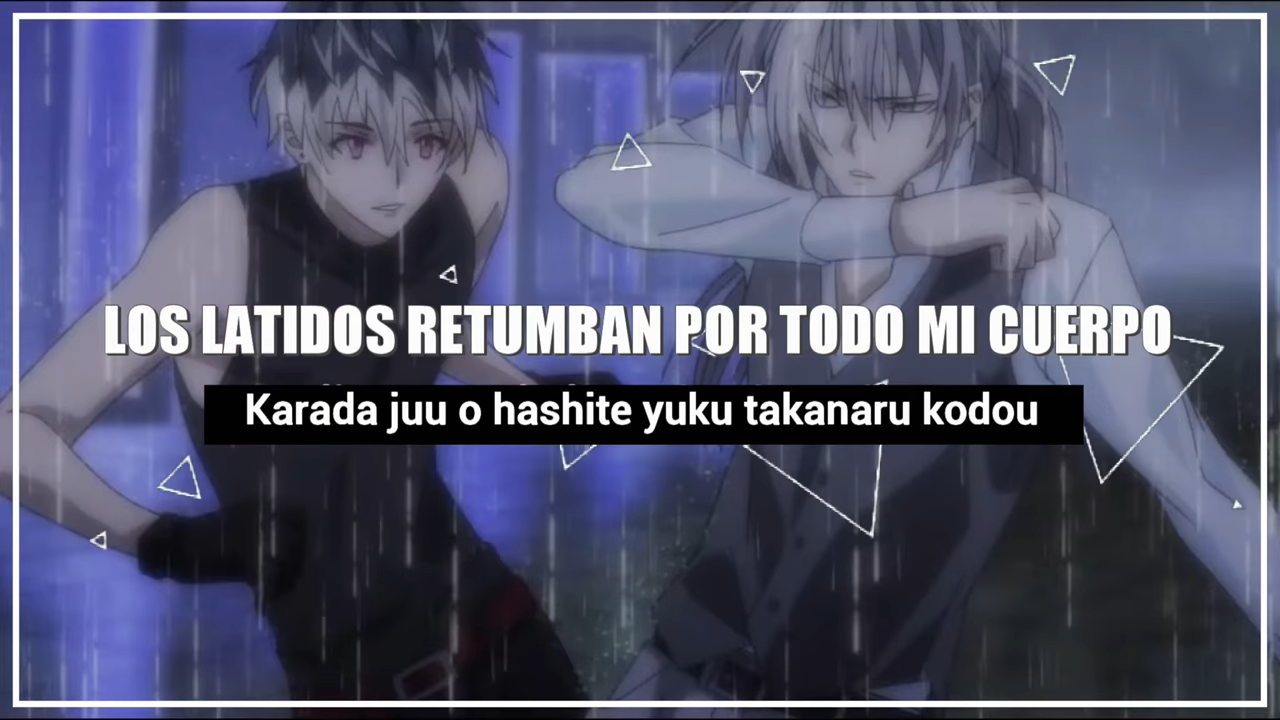 LOS LATIDOS RETUMBAN POR TODO MI CUERPO
Karada juu o hashite yuku takanaru kodou